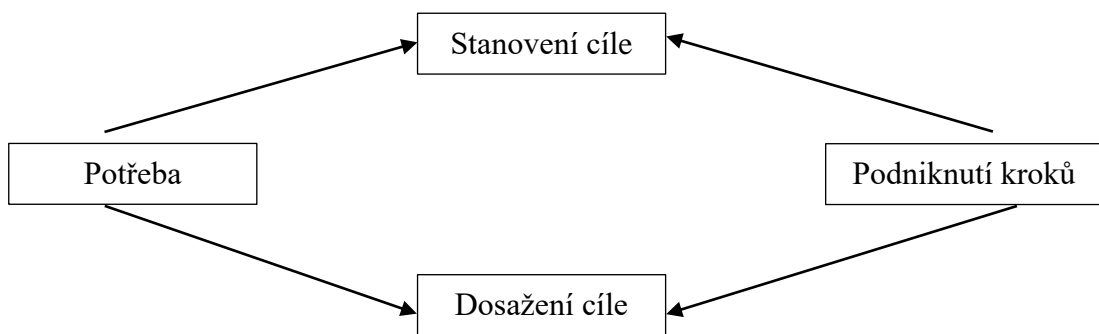 Stanovení cíle
Potřeba
Podniknutí kroků
Dosažení cíle